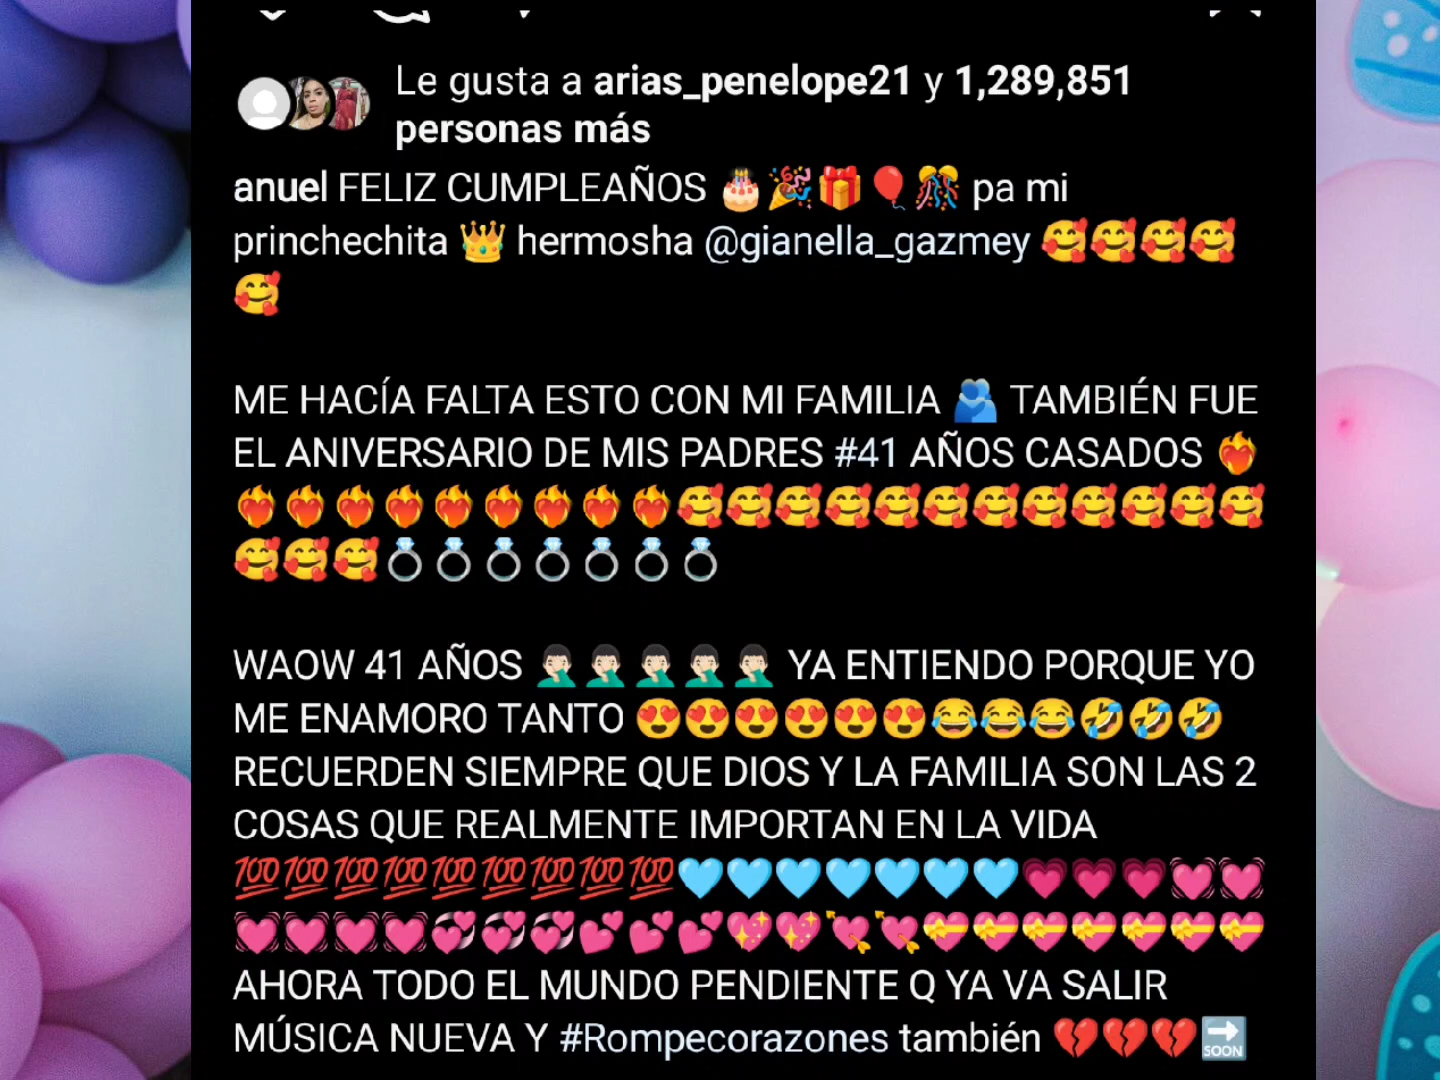 Le gusta a arias_penelope21 y 1,289,851
personas más
anuel FELIZ CUMPLEAÑOS 🎂🎉🎁🎈🎊 pa mi
princhechita 👑 hermosha @gianella_gazmey 🥰🥰🥰🥰
🥰
ME HACÍA FALTA ESTO CON MI FAMILIA 🫂 TAMBIÉN FUE
EL ANIVERSARIO DE MIS PADRES #41 AÑOS CASADOS ❤️‍🔥
❤️‍🔥❤️‍🔥❤️‍🔥❤️‍🔥❤️‍🔥❤️‍🔥❤️‍🔥❤️‍🔥❤️‍🔥🥰🥰🥰🥰🥰🥰🥰🥰🥰🥰🥰🥰
🥰🥰🥰💍💍💍💍💍💍💍
WAOW 41 AÑOS 🤦🏻‍♂️🤦🏻‍♂️🤦🏻‍♂️🤦🏻‍♂️🤦🏻‍♂️ YA ENTIENDO PORQUE YO
ME ENAMORO TANTO 😍😍😍😍😍😍😂😂😂🤣🤣🤣
RECUERDEN SIEMPRE QUE DIOS Y LA FAMILIA SON LAS 2
COSAS QUE REALMENTE IMPORTAN EN LA VIDA
💯💯💯💯💯💯💯💯💯🩵🩵🩵🩵🩵🩵🩵💗💗💗💓💓
💓💓💓💓💞💞💞💕💕💕💖💖💘💘💝💝💝💝💝💝💝
AHORA TODO EL MUNDO PENDIENTE Q YA VA SALIR
MÚSICA NUEVA Y #Rompecorazones también 💔💔💔🔜